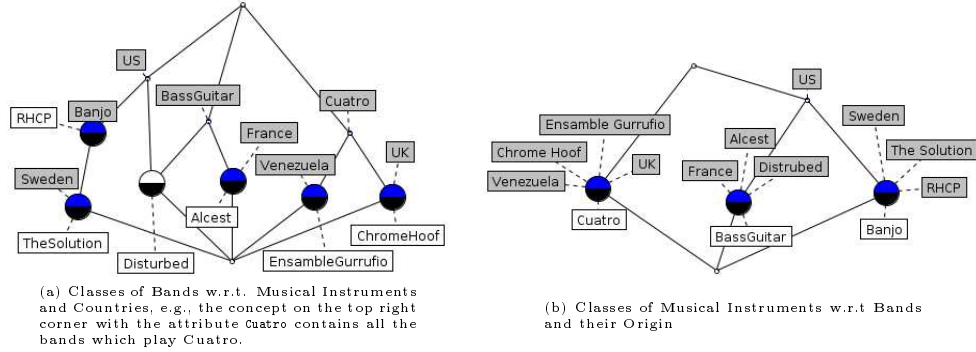 US
BassGuitar
Cuatro
RHCP
Banjo
France
UK
Venezuela
Sweden
Alcest
TheSolution
ChromeHoof
Disturbed
EnsambleGurrufio
(a) Classes of Bands w.r.t. Musical Instruments
and Countries, e.g., the concept on the top right
corner with the attribute Cuatro contains all the
bands which play Cuatro.
US
Ensamble Gurrufio
Sweden
Chrome Hoof
Alcest
The Solution
Venezuela
UK
France
Distrubed
RHCP
Cuatro
BassGuitar
Banjo
(b) Classes of Musical Instruments w.r.t Bands
and their Origin